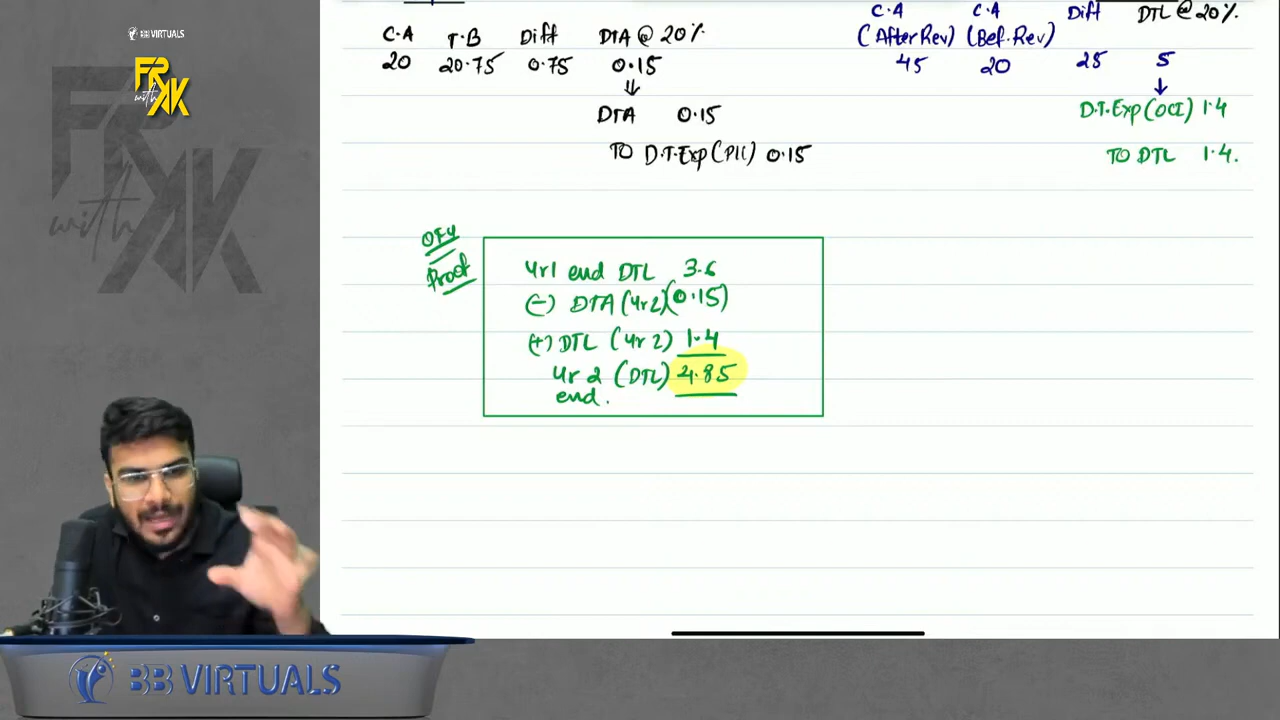 BB VIRTUALS
FR
with AK
FR
with AK
C.A T.B Diff DTA @ 20%
20 20.75 0.75 0.15
DTA 0.15
TO D.T.Exp(P&L) 0.15
C.A C.A Diff DTL @ 20%
(After Rev) (Bef. Rev)
45 20 25 5
D.T.Exp(OCI) 1.4
TO DTL 1.4.
Proof
Yr1 end DTL 3.6
(-) DTA (Yr2) (0.15)
(+) DTL (Yr 2) 1.4
Yr 2 (DTL) 4.85
end.
BB VIRTUALS